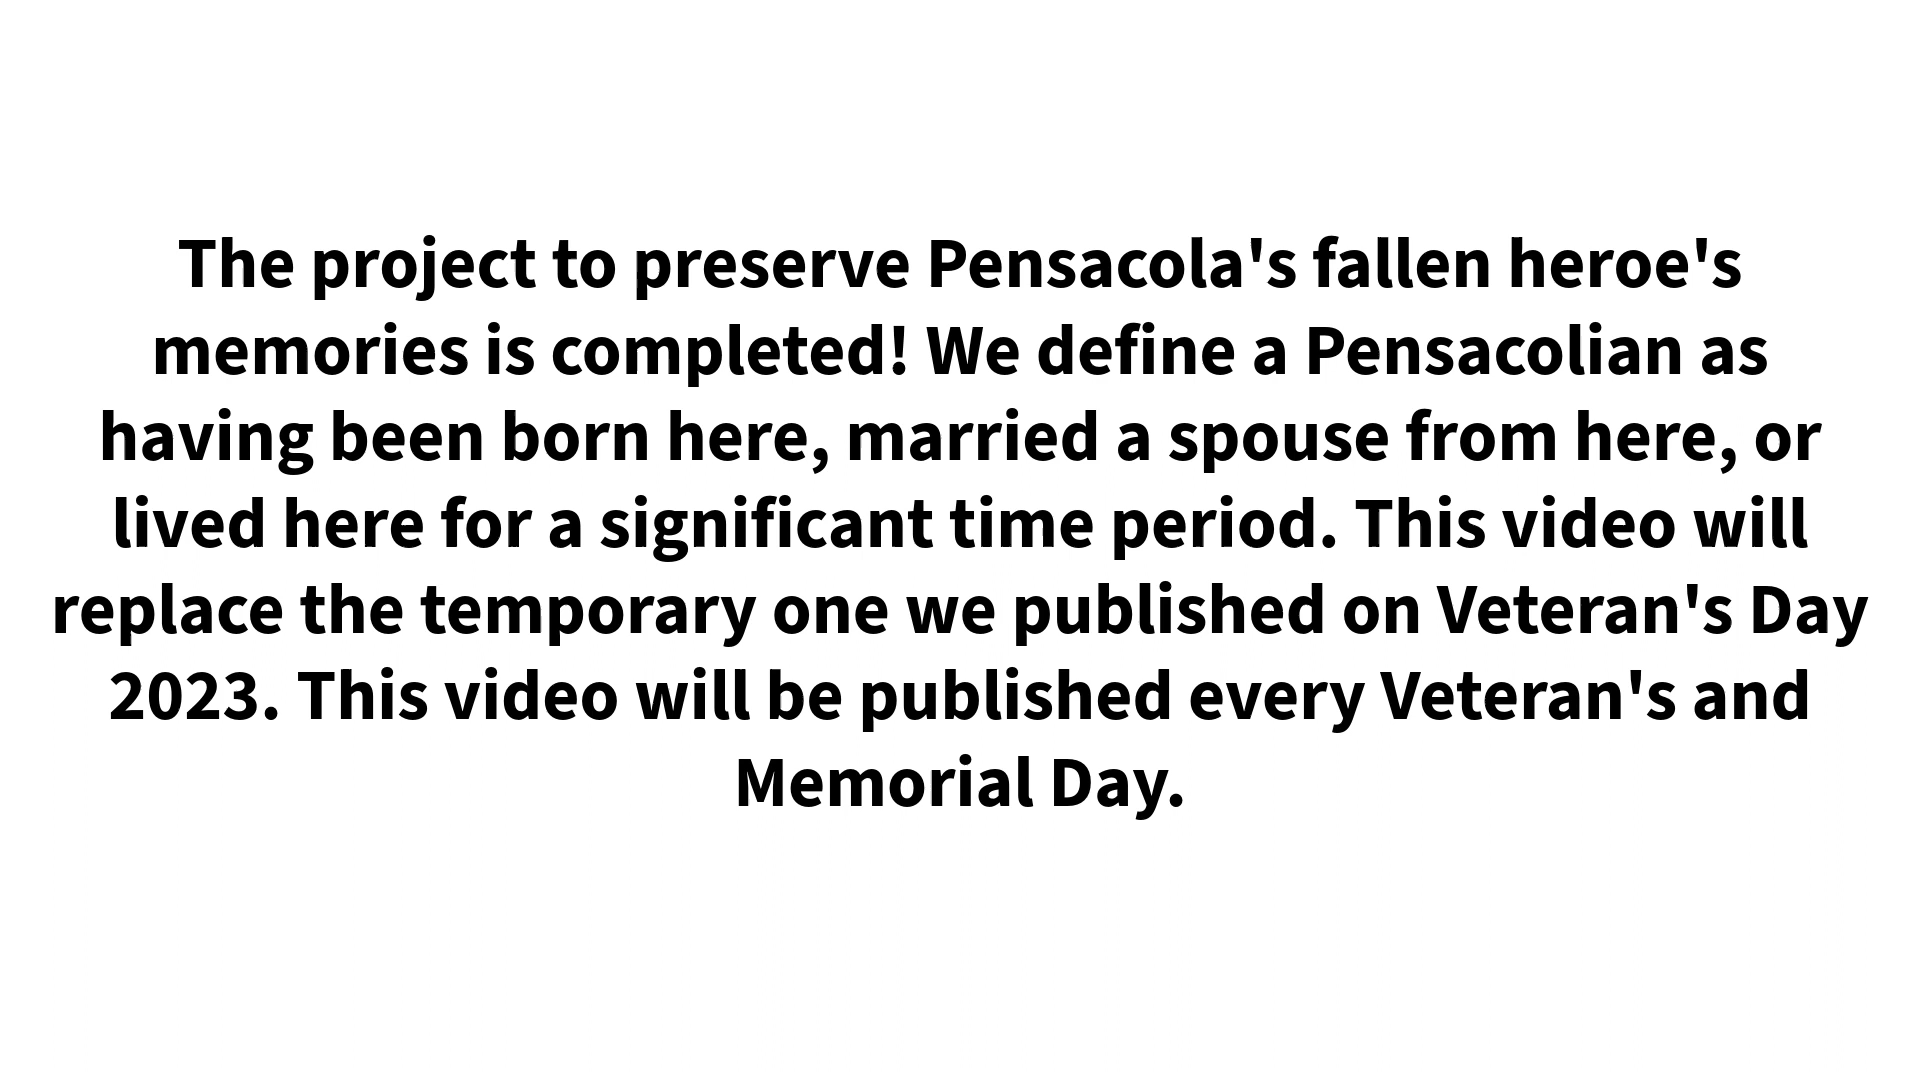 The project to preserve Pensacola's fallen heroe's
memories is completed! We define a Pensacolian as
having been born here, married a spouse from here, or
lived here for a significant time period. This video will
replace the temporary one we published on Veteran's Day
2023. This video will be published every Veteran's and
Memorial Day.